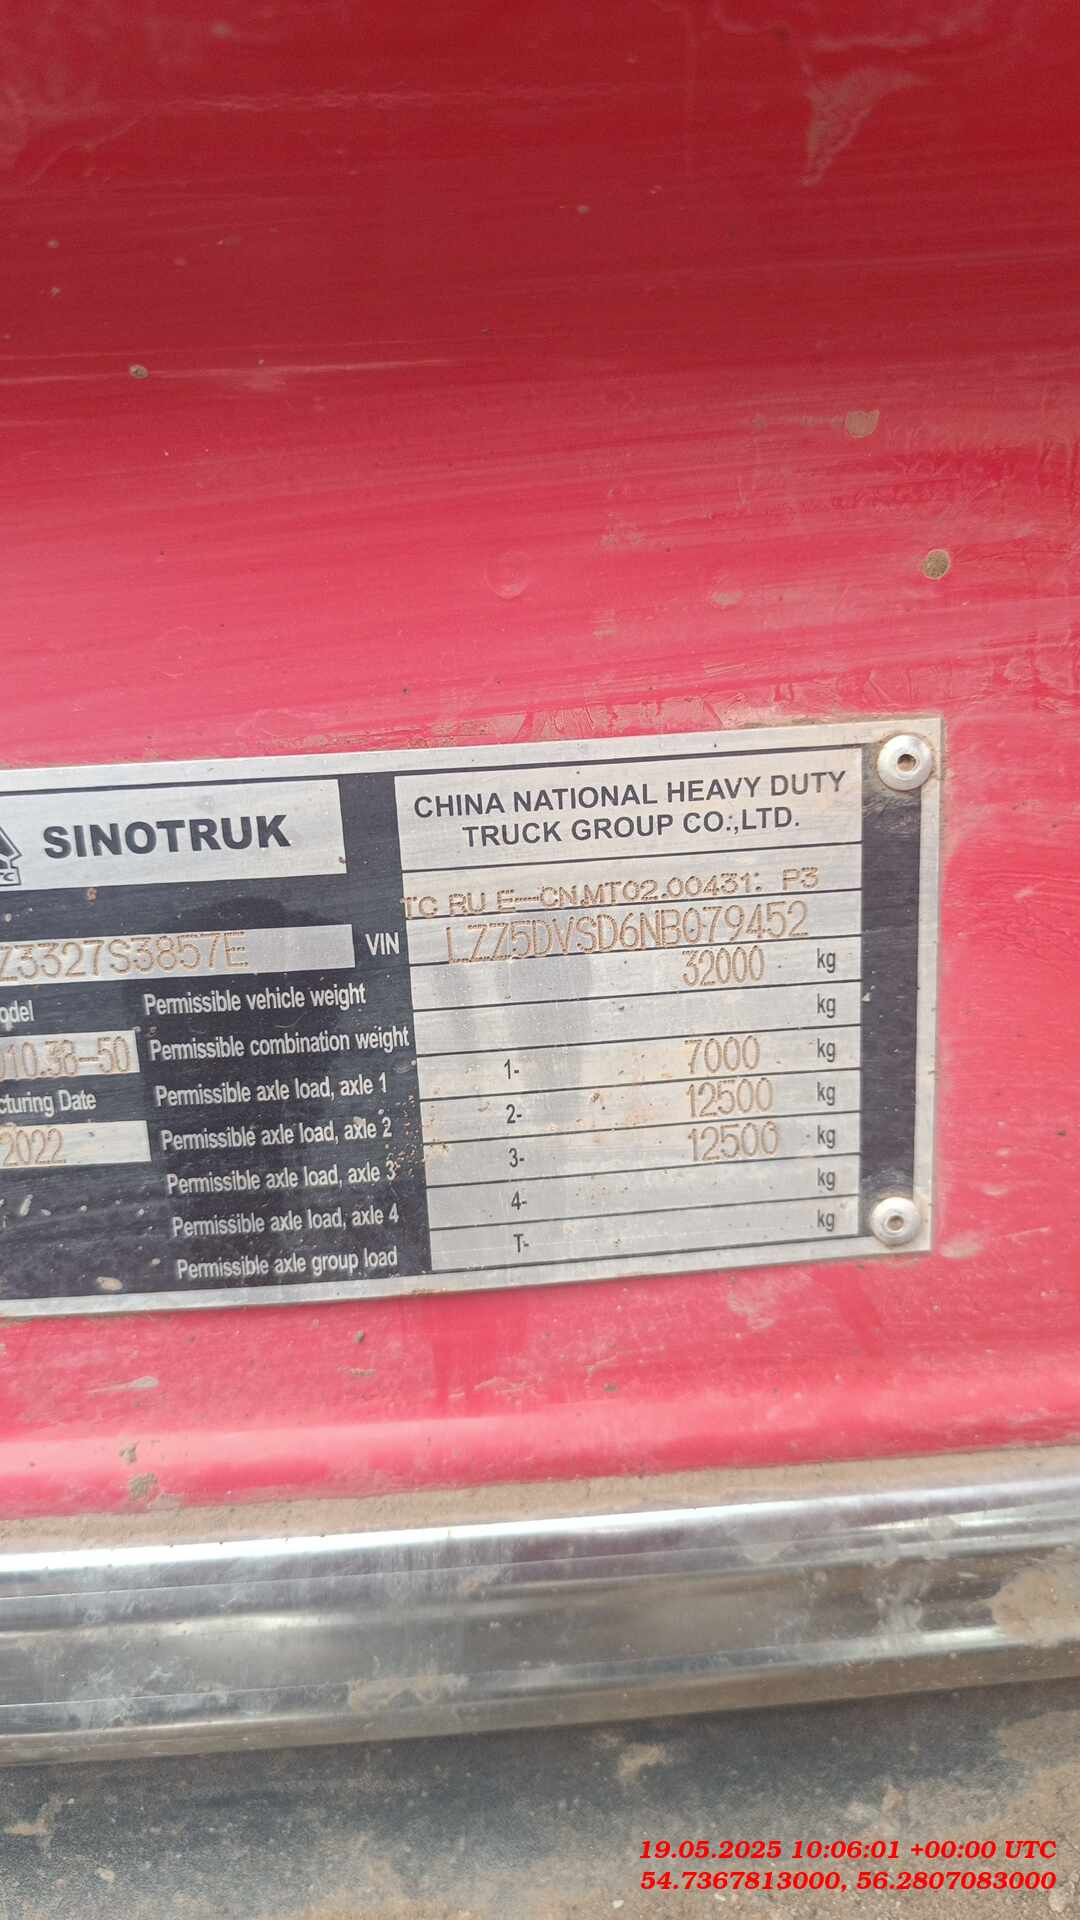 SINOTRUK
CHINA NATIONAL HEAVY DUTY
TRUCK GROUP CO.,LTD.
TC RU E-CN.MT02.00431. P3
Z3327S3857E
VIN LZZ5DVSD6NB079452
Permissible vehicle weight 32000 kg
010.38-50
Permissible combination weight kg
cturing Date
Permissible axle load, axle 1 1- 7000 kg
2022
Permissible axle load, axle 2 2- 12500 kg
Permissible axle load, axle 3 3- 12500 kg
Permissible axle load, axle 4 4- kg
Permissible axle group load T- kg
19.05.2025 10:06:01 +00:00 UTC
54.7367813000, 56.2807083000